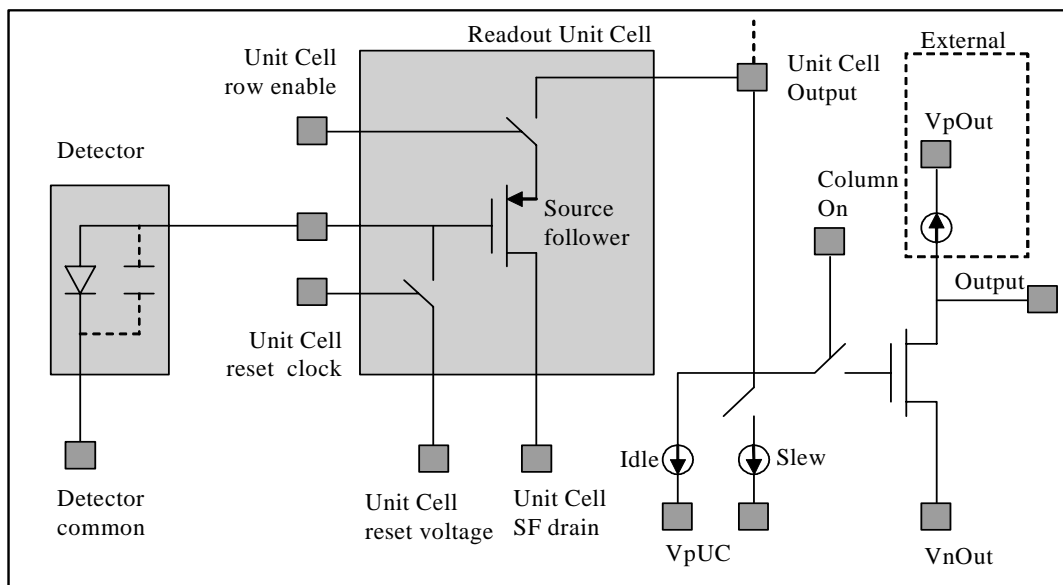 Readout Unit Cell
Unit Cell
row enable
Unit Cell
Output
External
VpOut
Detector
Column
On
Source
follower
Output
Unit Cell
reset clock
Idle
Slew
Detector
common
Unit Cell
reset voltage
Unit Cell
SF drain
VpUC
VnOut